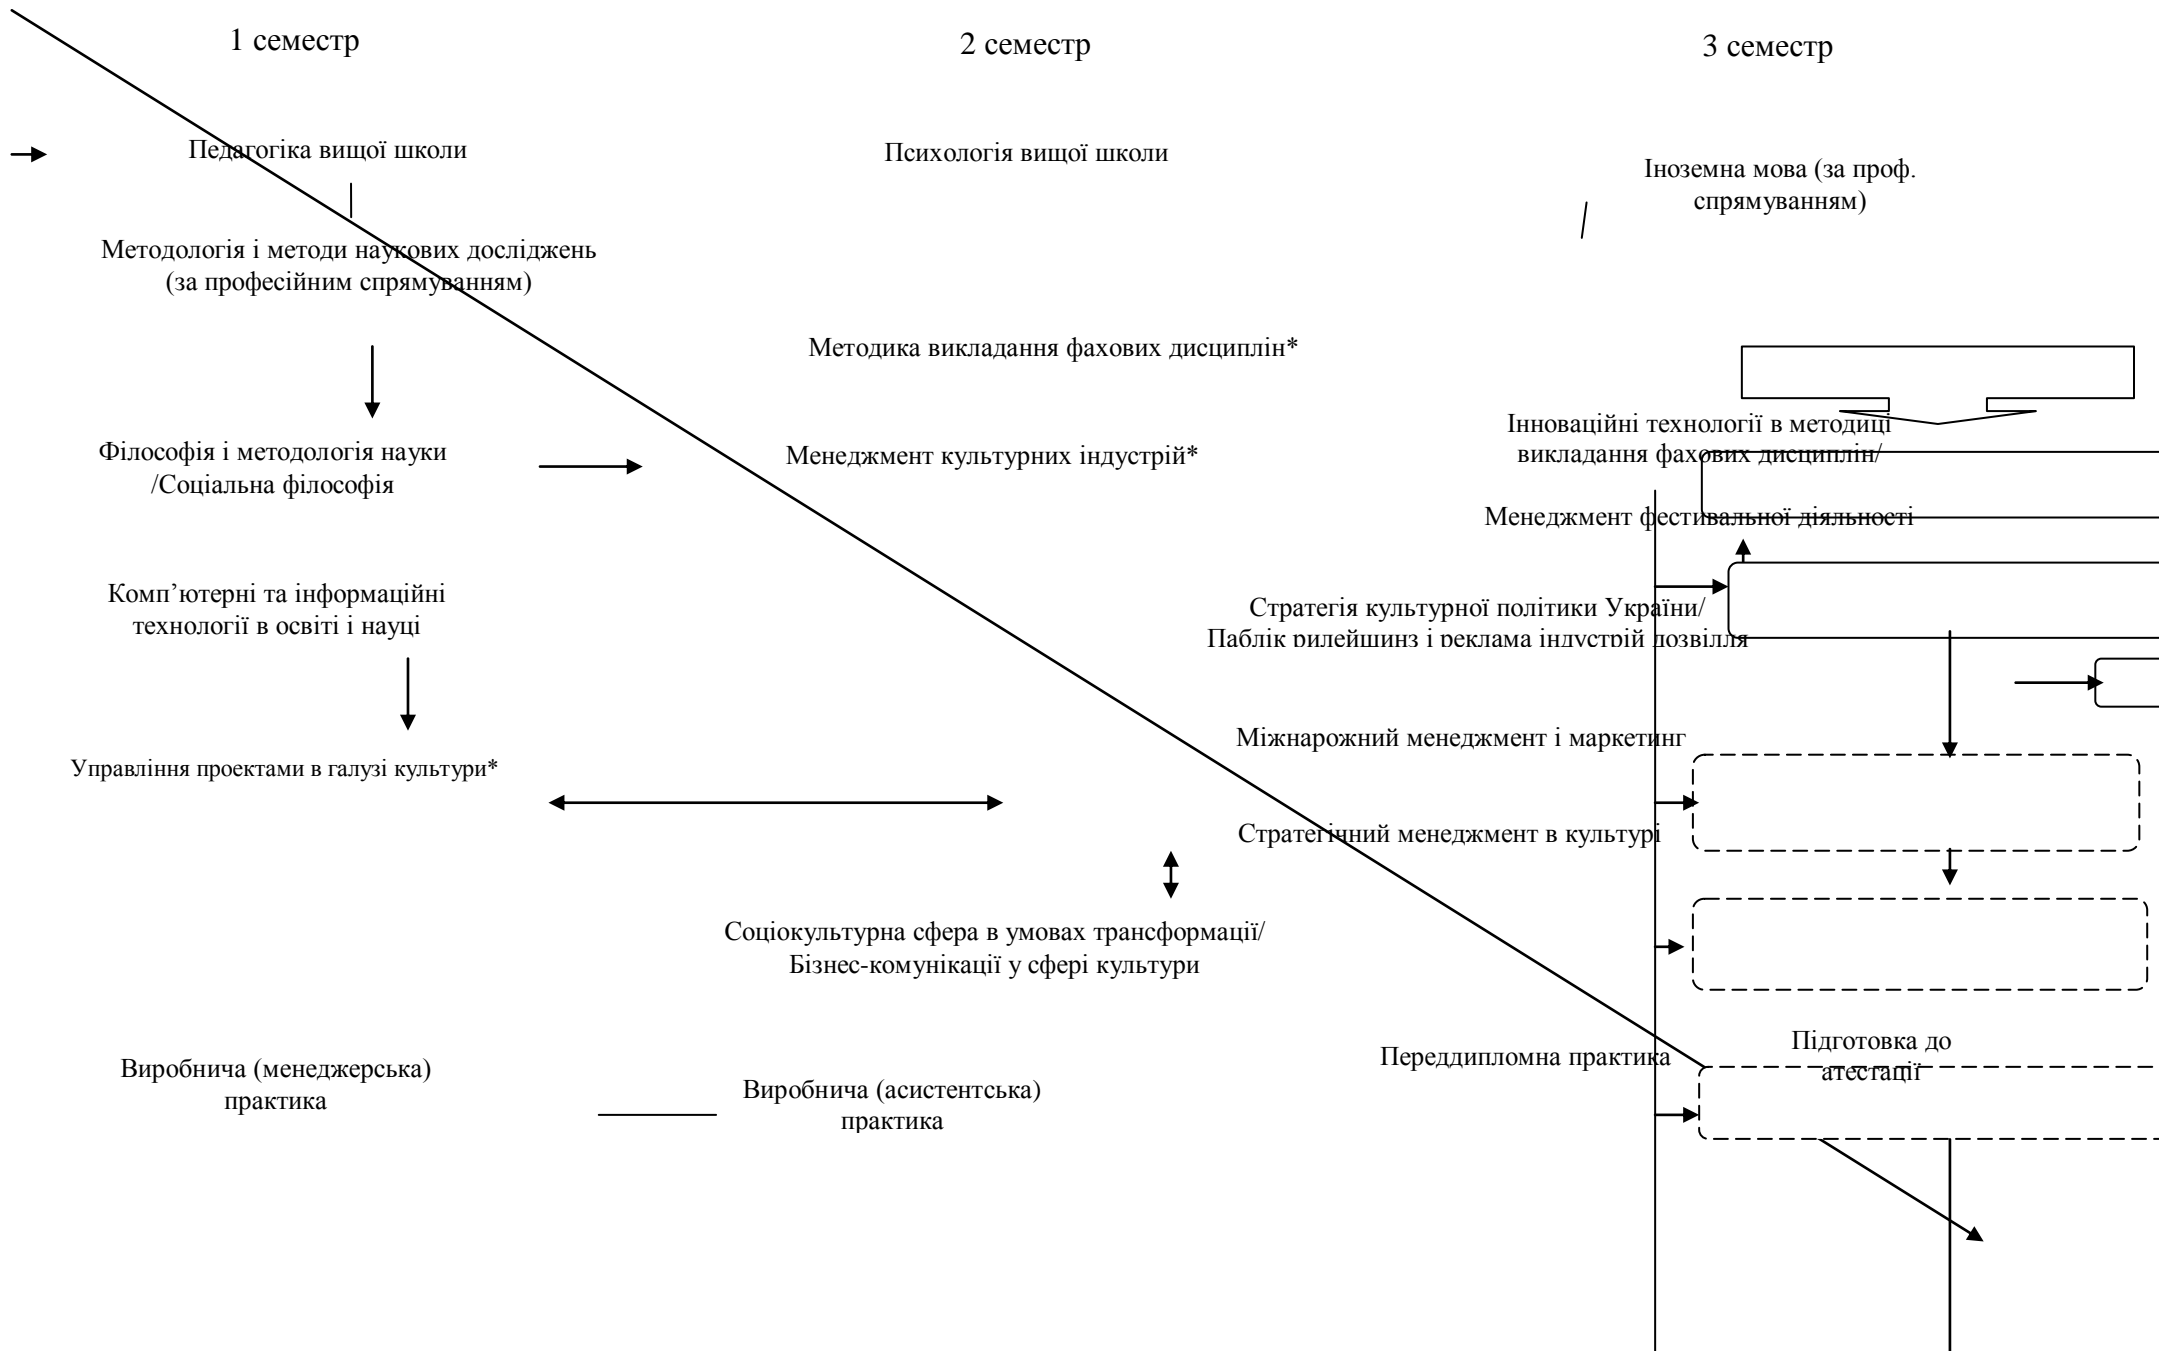 1 семестр
2 семестр
3 семестр
Педагогіка вищої школи
Психологія вищої школи
Іноземна мова (за проф.
спрямуванням)
Методологія і методи наукових досліджень
(за професійним спрямуванням)
Методика викладання фахових дисциплін*
Інноваційні технології в методиці
викладання фахових дисциплін/
Філософія і методологія науки
/Соціальна філософія
Менеджмент культурних індустрій*
Менеджмент фестивальної діяльності
Комп’ютерні та інформаційні
технології в освіті і науці
Стратегія культурної політики України/
Паблік рилейшинз і реклама індустрій дозвілля
Міжнарожний менеджмент і маркетинг
Управління проектами в галузі культури*
Стратегічний менеджмент в культурі
Соціокультурна сфера в умовах трансформації/
Бізнес-комунікації у сфері культури
Переддипломна практика
Підготовка до
атестації
Виробнича (менеджерська)
практика
Виробнича (асистентська)
практика